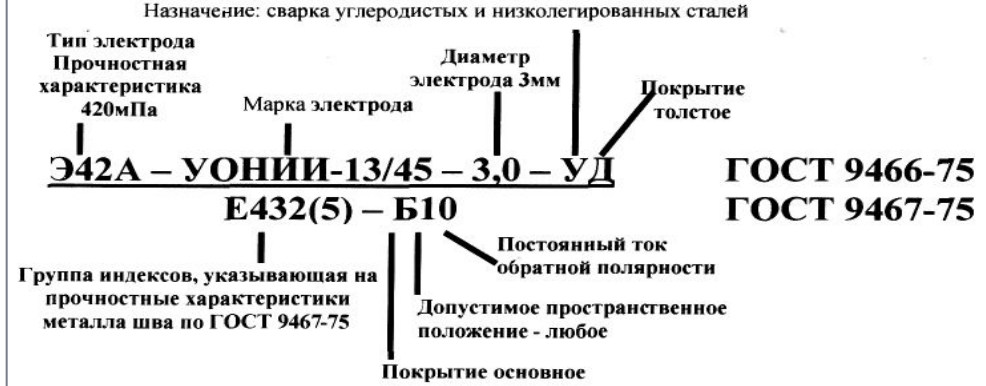 Назначение: сварка углеродистых и низколегированных сталей
Тип электрода
Прочностная
характеристика
420мПа
Марка электрода
Диаметр
электрода 3мм
Покрытие
толстое
Э42А – УОНИИ-13/45 – 3,0 – УД
ГОСТ 9466-75
Е432(5) – Б10
ГОСТ 9467-75
Группа индексов, указывающая на
прочностные характеристики
металла шва по ГОСТ 9467-75
Постоянный ток
обратной полярности
Допустимое пространственное
положение - любое
Покрытие основное